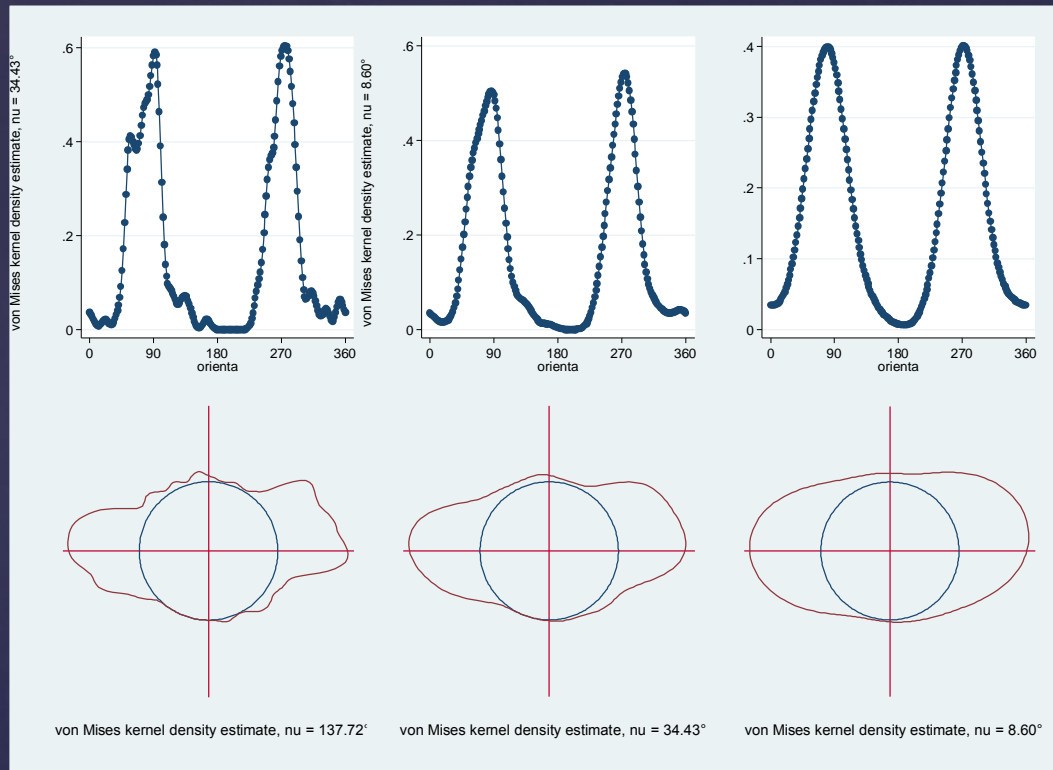 von Mises kernel density estimate, nu = 34.43°
.6
.4
.2
0
0 90 180 270 360
orienta
von Mises kernel density estimate, nu = 8.60°
.6
.4
.2
0
0 90 180 270 360
orienta
.4
.3
.2
.1
0
0 90 180 270 360
orienta
von Mises kernel density estimate, nu = 137.72°
von Mises kernel density estimate, nu = 34.43°
von Mises kernel density estimate, nu = 8.60°